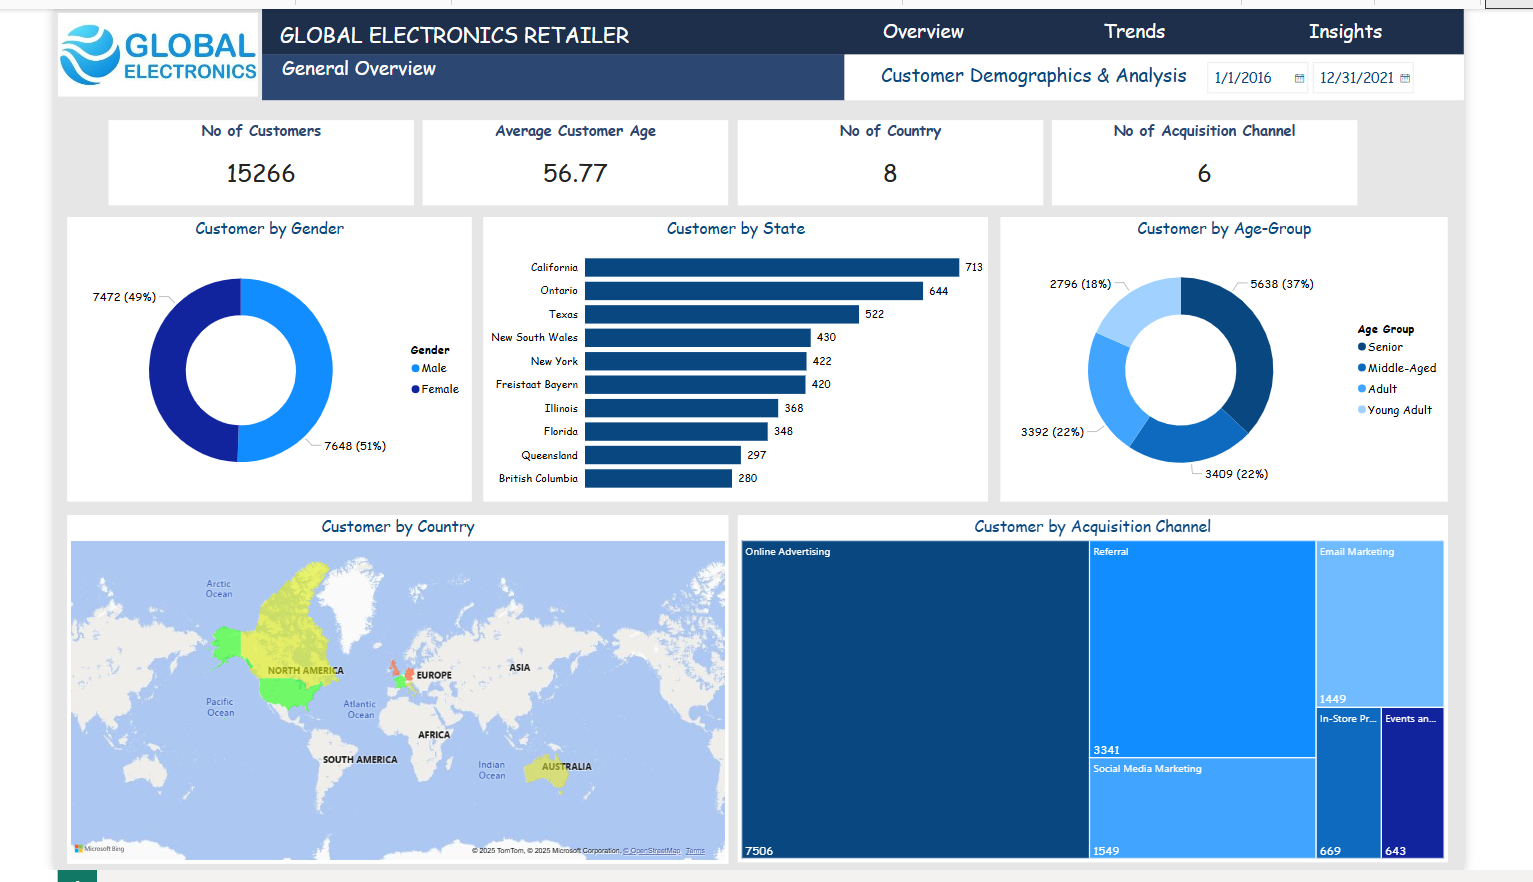 GLOBAL
ELECTRONICS
GLOBAL ELECTRONICS RETAILER
General Overview
Overview
Trends
Insights
Customer Demographics & Analysis
1/1/2016
12/31/2021
No of Customers
15266
Average Customer Age
56.77
No of Country
8
No of Acquisition Channel
6
Customer by Gender
7472 (49%)
7648 (51%)
Gender
Male
Female
Customer by State
California 713
Ontario 644
Texas 522
New South Wales 430
New York 422
Freistaat Bayern 420
Illinois 368
Florida 348
Queensland 297
British Columbia 280
Customer by Age-Group
2796 (18%)
5638 (37%)
3392 (22%)
3409 (22%)
Age Group
Senior
Middle-Aged
Adult
Young Adult
Customer by Country
Arctic
Ocean
NORTH AMERICA
EUROPE
ASIA
Pacific
Ocean
Atlantic
Ocean
AFRICA
SOUTH AMERICA
Indian
Ocean
AUSTRALIA
Microsoft Bing
© 2025 TomTom, © 2025 Microsoft Corporation, © OpenStreetMap Terms
Customer by Acquisition Channel
Online Advertising
7506
Referral
3341
Social Media Marketing
1549
Email Marketing
1449
In-Store Pr...
669
Events an...
643